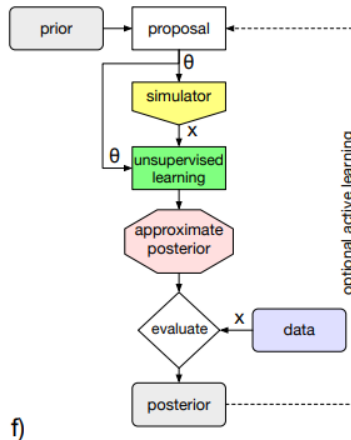 prior
proposal
θ
simulator
x
θ
unsupervised
learning
approximate
posterior
evaluate
x
data
posterior
optional active learning
f)